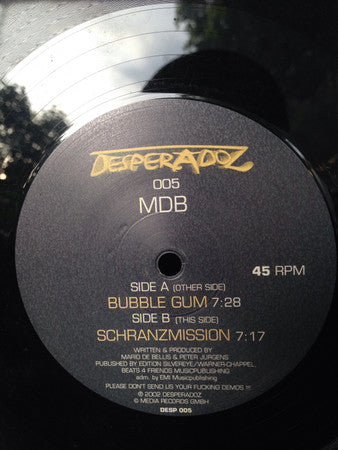 DESPERADOZ
005
MDB
45 RPM
SIDE A (OTHER SIDE)
BUBBLE GUM 7:28
SIDE B (THIS SIDE)
SCHRANZMISSION 7:17
WRITTEN & PRODUCED BY
MARIO DE BELLIS & PETER JURGENS
PUBLISHED BY EDITION SILVEREYE/WARNER-CHAPPEL
BEATS 4 FRIENDS MUSICPUBLISHING
adm. by EMI Musicpublishing
PLEASE DON'T SEND US YOUR FUCKING DEMOS !!!
℗ 2002 DESPERADOZ
© MEDIA RECORDS GMBH
DESP 005